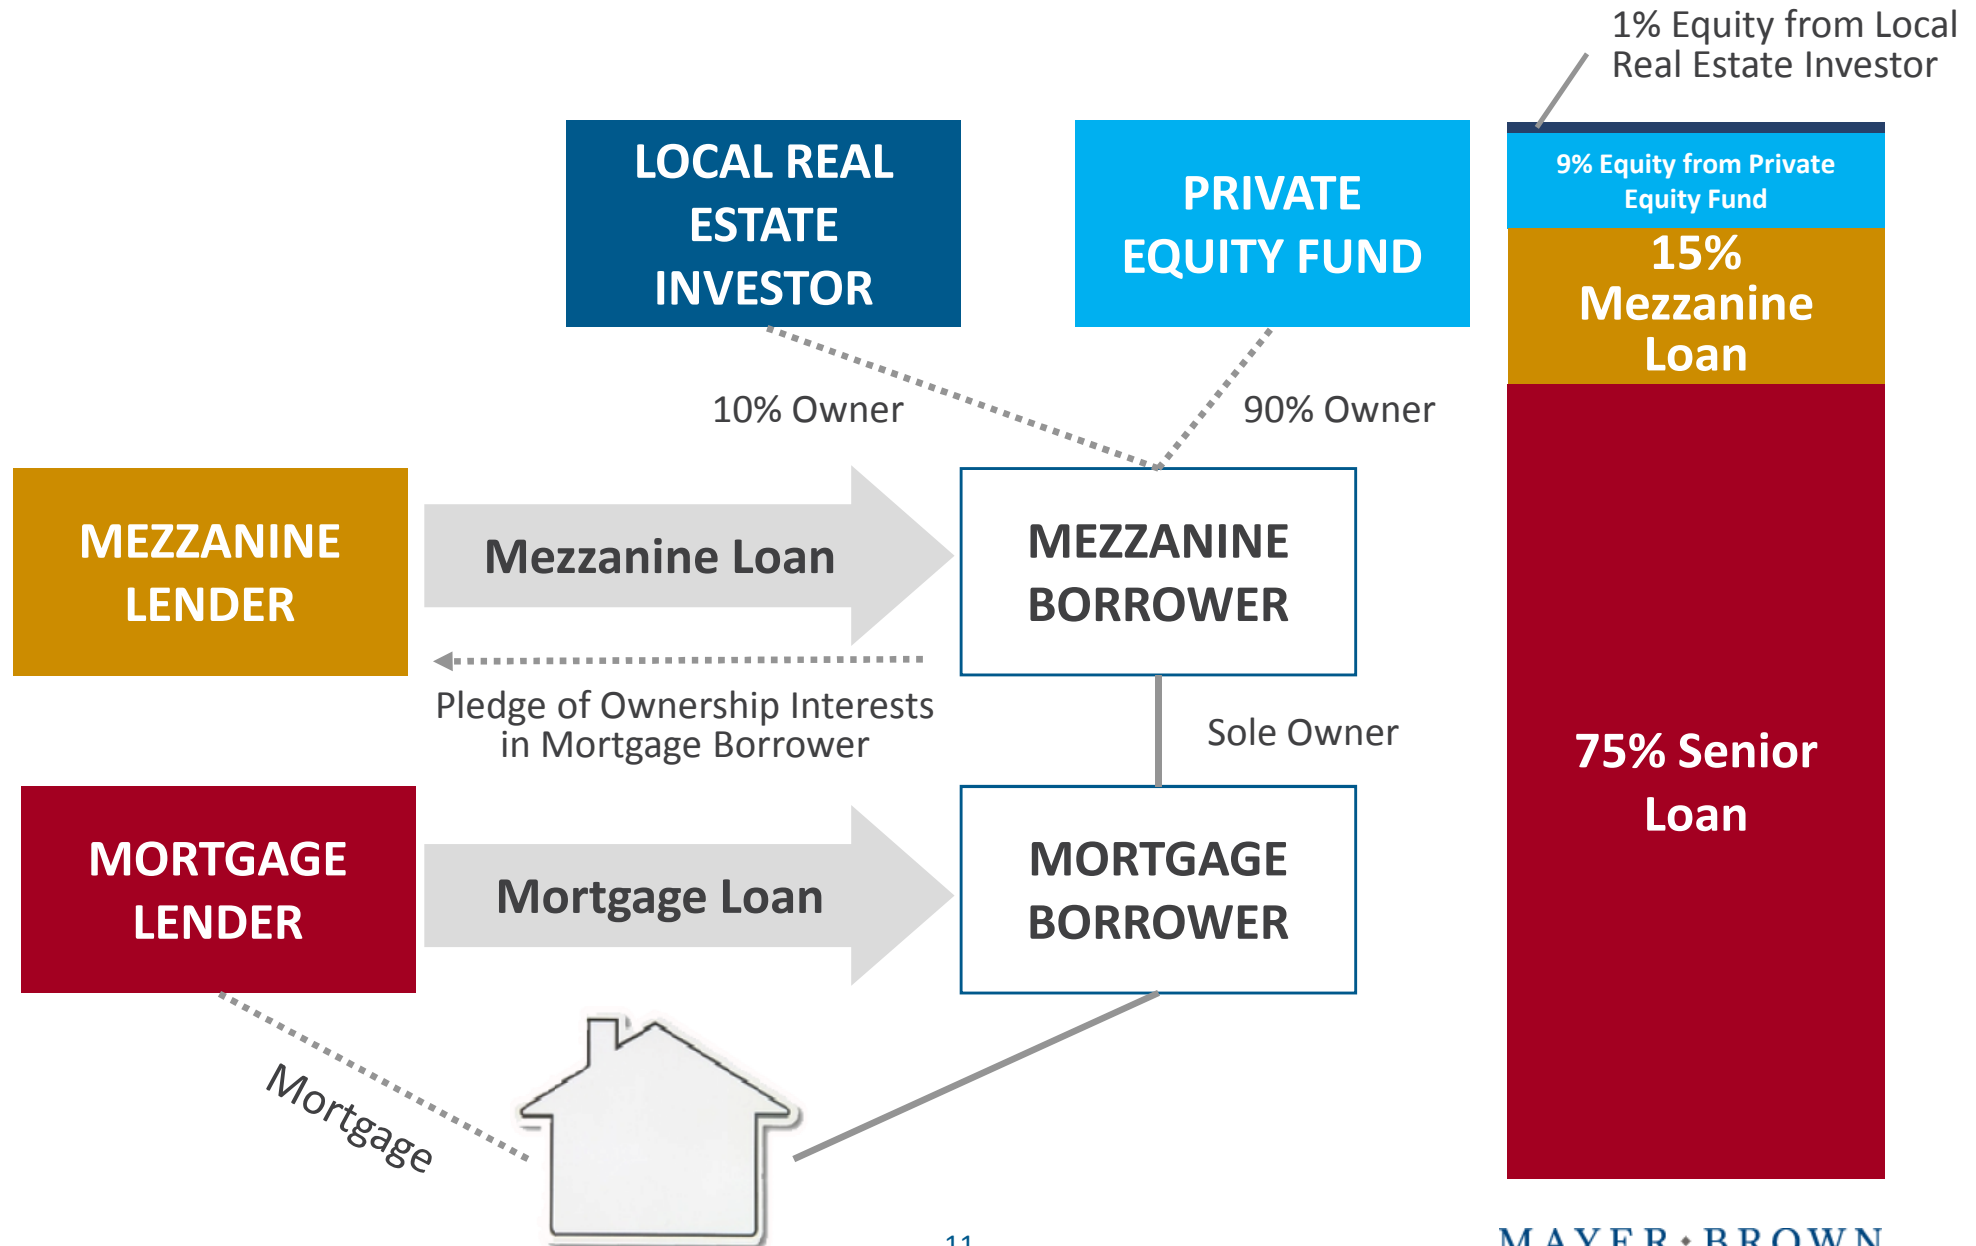 1% Equity from Local
Real Estate Investor
LOCAL REAL
ESTATE
INVESTOR
PRIVATE
EQUITY FUND
9% Equity from Private
Equity Fund
15%
Mezzanine
Loan
10% Owner
90% Owner
MEZZANINE
LENDER
Mezzanine Loan
MEZZANINE
BORROWER
Pledge of Ownership Interests
in Mortgage Borrower
Sole Owner
75% Senior
Loan
MORTGAGE
LENDER
Mortgage Loan
MORTGAGE
BORROWER
Mortgage
11
MAYER • BROWN